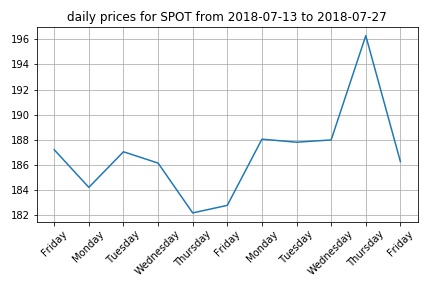 daily prices for SPOT from 2018-07-13 to 2018-07-27
196
194
192
190
188
186
184
182
Friday
Monday
Tuesday
Wednesday
Thursday
Friday
Monday
Tuesday
Wednesday
Thursday
Friday